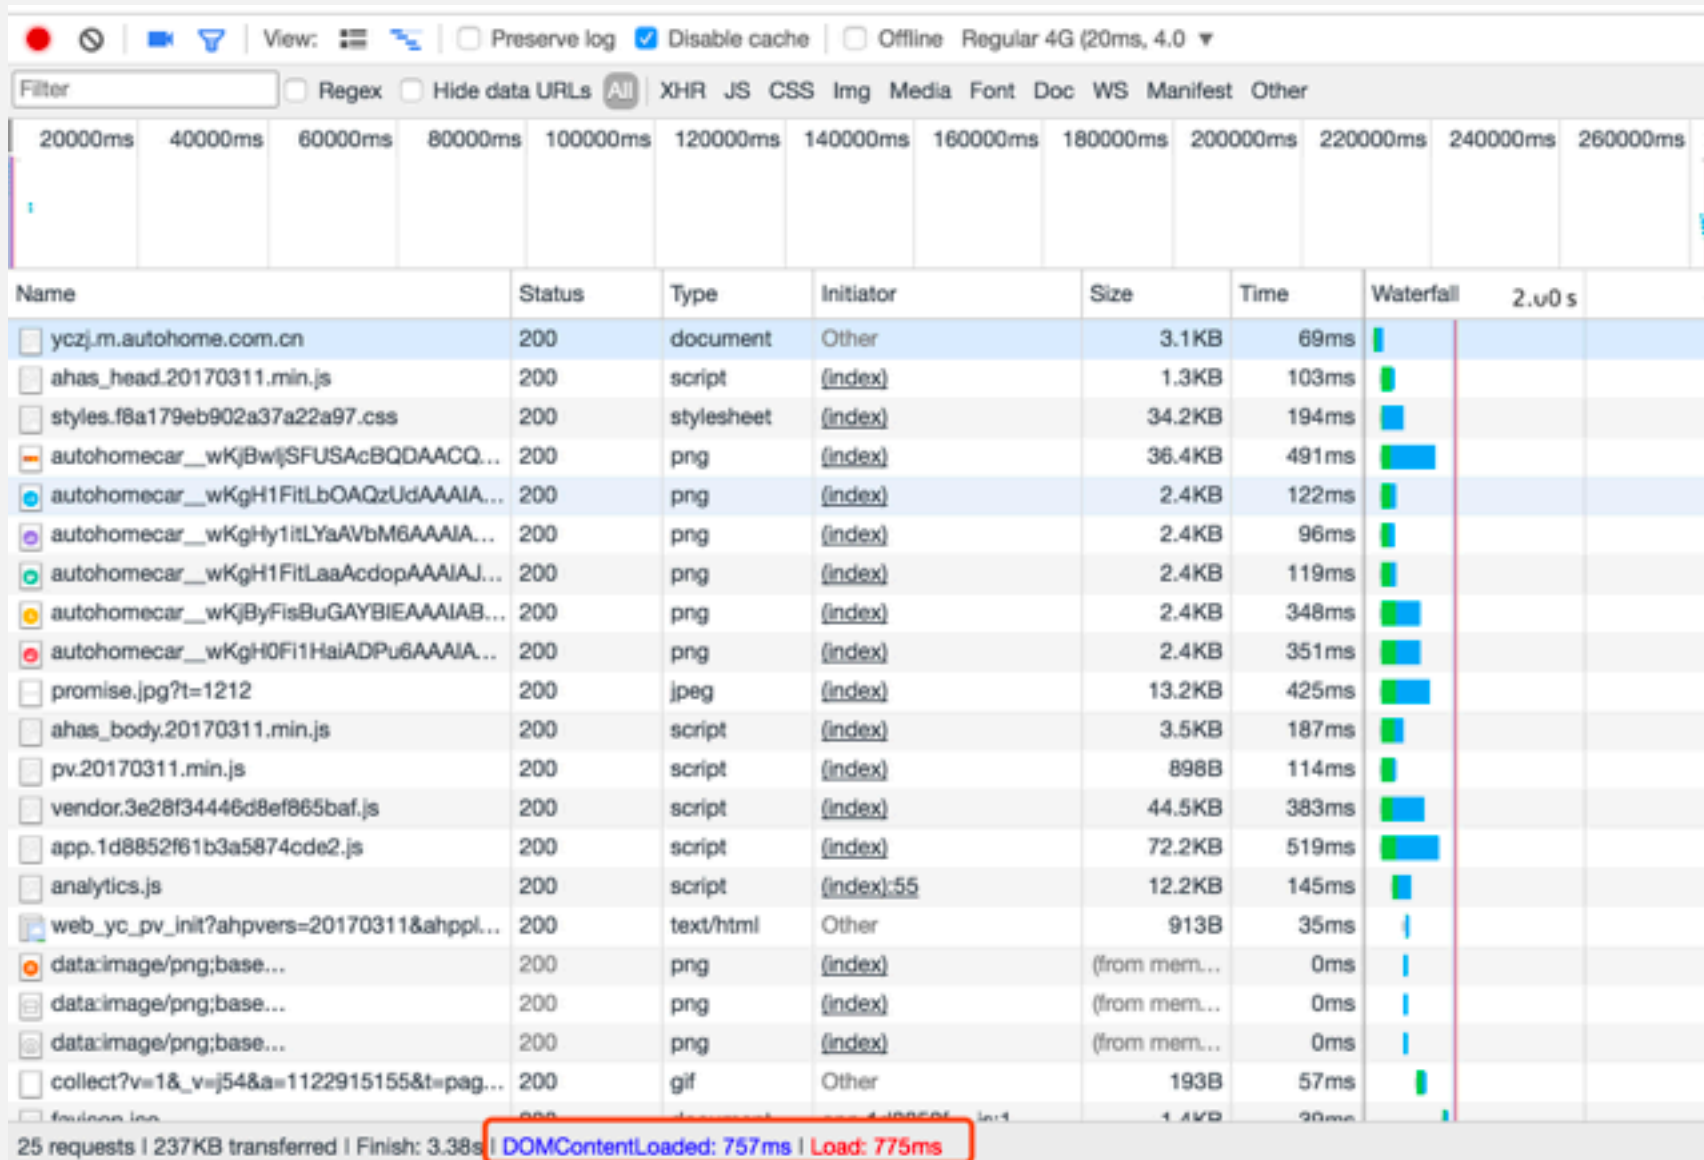 View: Preserve log Disable cache Offline Regular 4G (20ms, 4.0 ▼
Filter Regex Hide data URLs All XHR JS CSS Img Media Font Doc WS Manifest Other
20000ms 40000ms 60000ms 80000ms 100000ms 120000ms 140000ms 160000ms 180000ms 200000ms 220000ms 240000ms 260000ms
Name Status Type Initiator Size Time Waterfall 2.00 s
yczj.m.autohome.com.cn 200 document Other 3.1KB 69ms
ahas_head.20170311.min.js 200 script (index) 1.3KB 103ms
styles.f8a179eb902a37a22a97.css 200 stylesheet (index) 34.2KB 194ms
autohomecar__wKjBwljSFUSAcBQDAACQ... 200 png (index) 36.4KB 491ms
autohomecar__wKgH1FitLbOAQzUdAAAIA... 200 png (index) 2.4KB 122ms
autohomecar__wKgHy1itLYaAVbM6AAAIA... 200 png (index) 2.4KB 96ms
autohomecar__wKgH1FitLaaAcdopAAAIAJ... 200 png (index) 2.4KB 119ms
autohomecar__wKjByFisBuGAYBIEAAAIAB... 200 png (index) 2.4KB 348ms
autohomecar__wKgH0Fi1HaiADPu6AAAIA... 200 png (index) 2.4KB 351ms
promise.jpg?t=1212 200 jpeg (index) 13.2KB 425ms
ahas_body.20170311.min.js 200 script (index) 3.5KB 187ms
pv.20170311.min.js 200 script (index) 898B 114ms
vendor.3e28f34446d8ef865baf.js 200 script (index) 44.5KB 383ms
app.1d8852f61b3a5874cde2.js 200 script (index) 72.2KB 519ms
analytics.js 200 script (index):55 12.2KB 145ms
web_yc_pv_init?ahpvers=20170311&ahppl... 200 text/html Other 913B 35ms
data:image/png;base... 200 png (index) (from mem... 0ms
data:image/png;base... 200 png (index) (from mem... 0ms
data:image/png;base... 200 png (index) (from mem... 0ms
collect?v=1&_v=j54&a=1122915155&t=pag... 200 gif Other 193B 57ms
favicon.ico 200 document 1.4KB 39ms
25 requests | 237KB transferred | Finish: 3.38s | DOMContentLoaded: 757ms | Load: 775ms